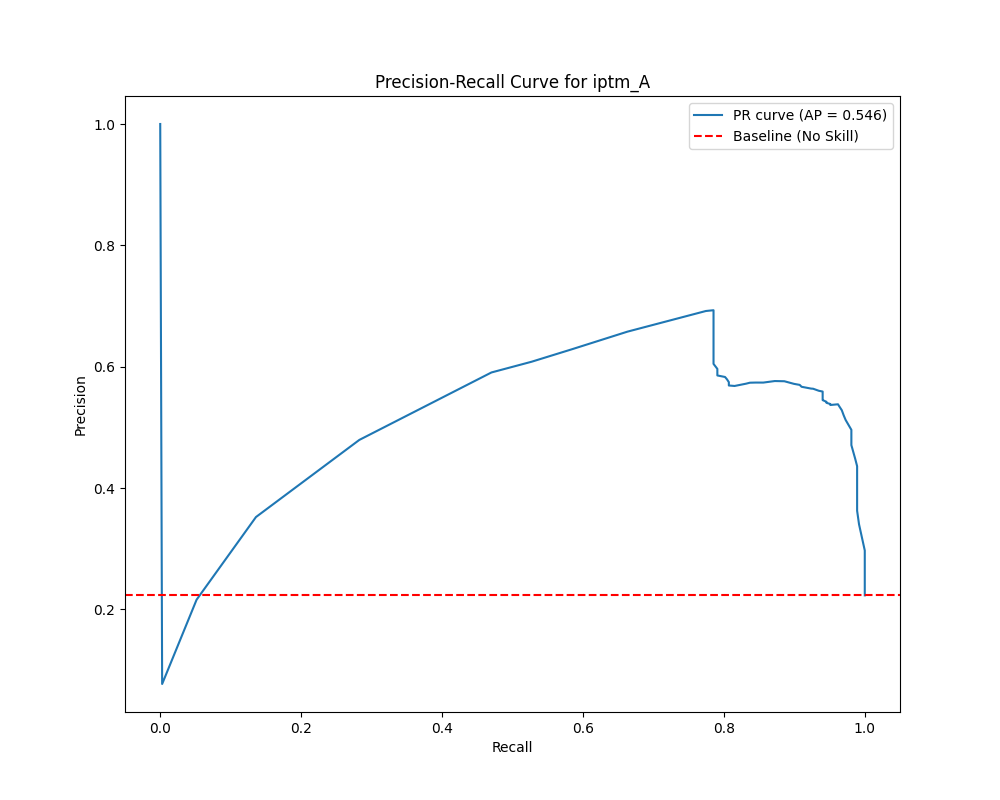 Precision-Recall Curve for iptm_A
PR curve (AP = 0.546)
Baseline (No Skill)
1.0
0.8
0.6
0.4
0.2
Precision
0.0 0.2 0.4 0.6 0.8 1.0
Recall